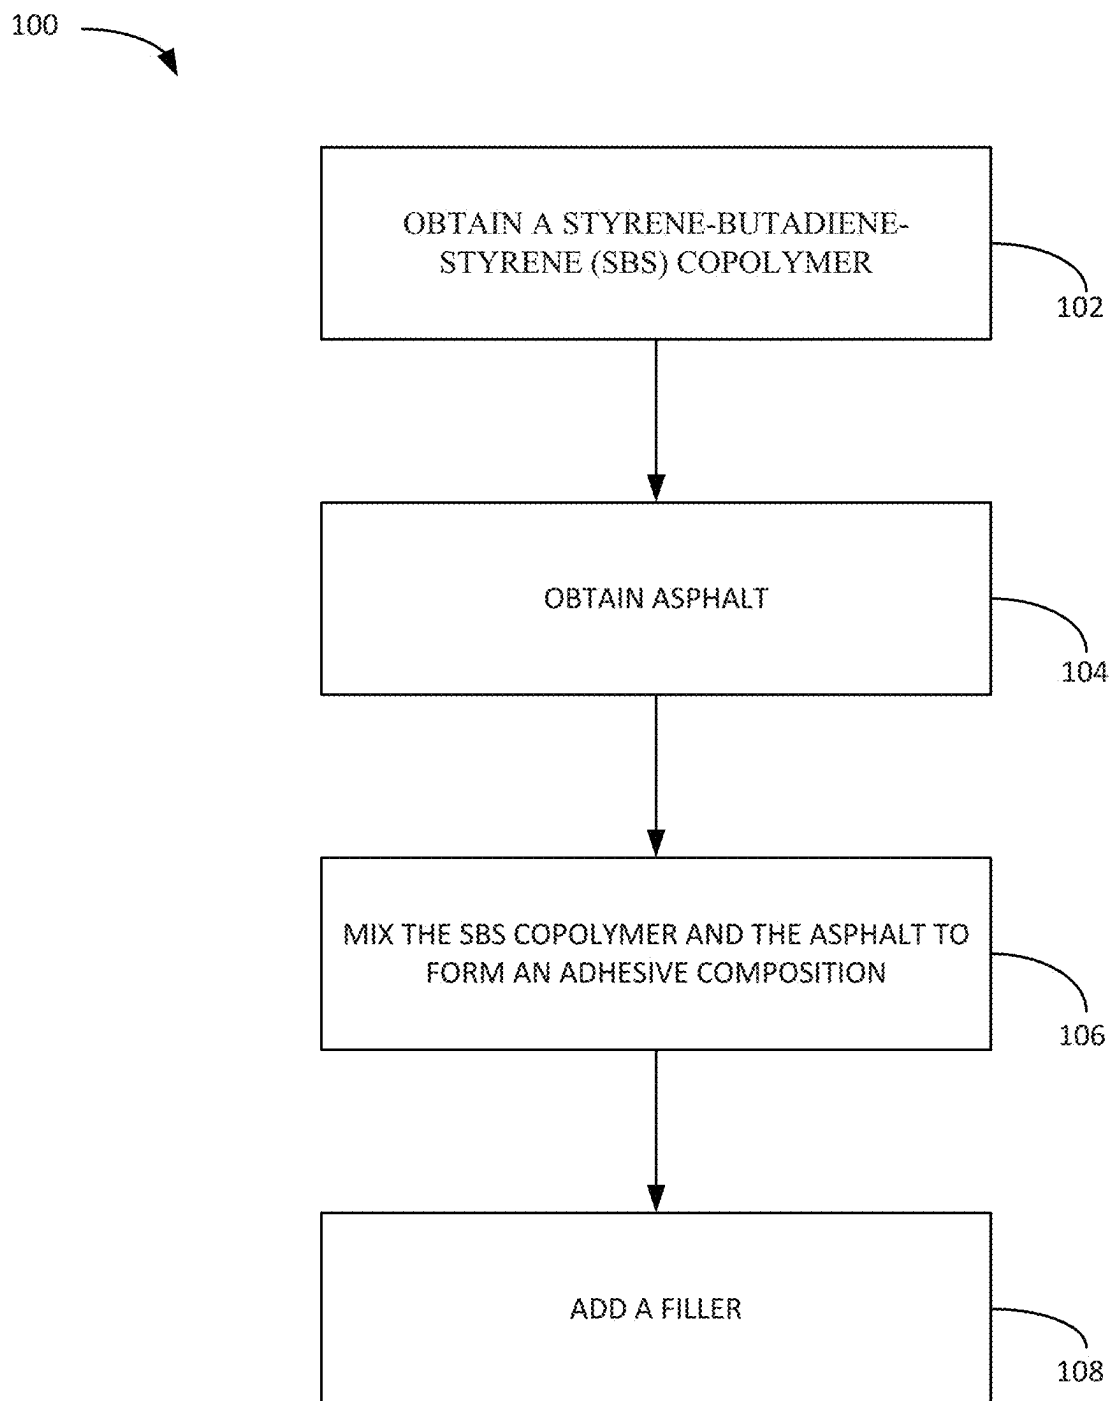 100
OBTAIN A STYRENE-BUTADIENE-
STYRENE (SBS) COPOLYMER
102
OBTAIN ASPHALT
104
MIX THE SBS COPOLYMER AND THE ASPHALT TO
FORM AN ADHESIVE COMPOSITION
106
ADD A FILLER
108